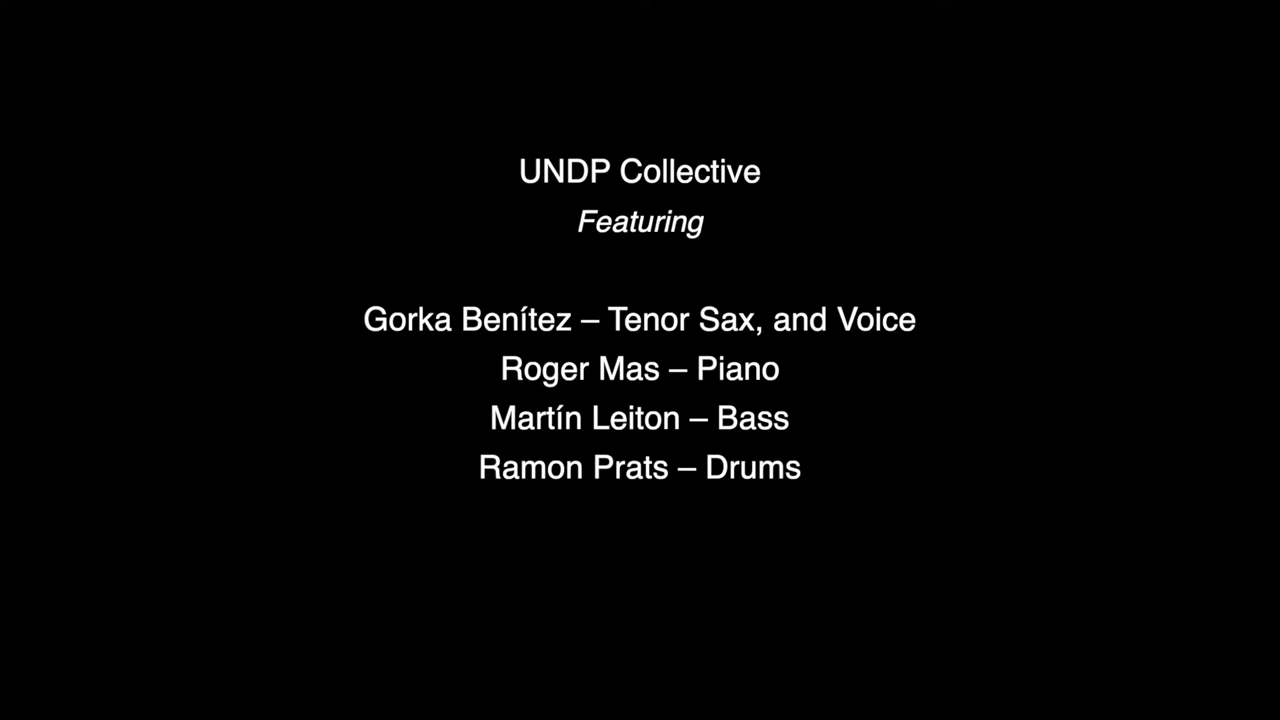 UNDP Collective
Featuring
Gorka Benítez – Tenor Sax, and Voice
Roger Mas – Piano
Martín Leiton – Bass
Ramon Prats – Drums